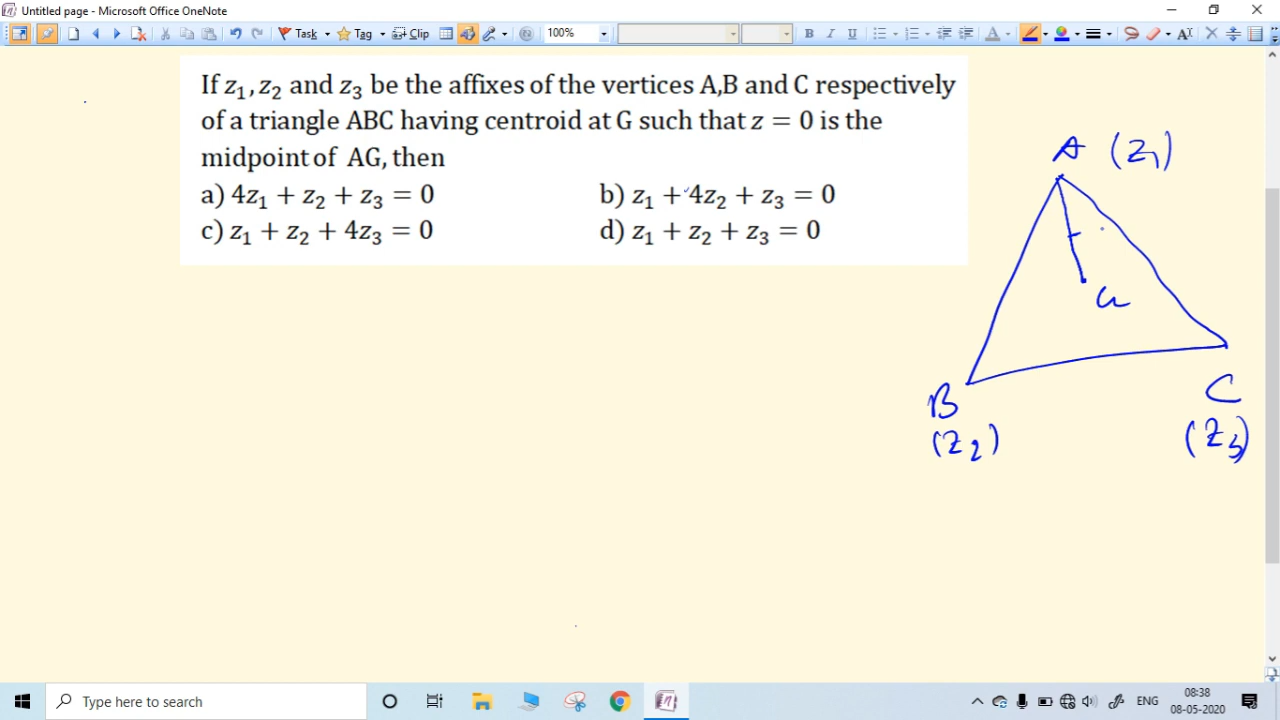 Untitled page - Microsoft Office OneNote
Task Tag Clip 100% B I U
If z₁, z₂ and z₃ be the affixes of the vertices A,B and C respectively
of a triangle ABC having centroid at G such that z = 0 is the
midpoint of AG, then
a) 4z₁ + z₂ + z₃ = 0 b) z₁ + 4z₂ + z₃ = 0
c) z₁ + z₂ + 4z₃ = 0 d) z₁ + z₂ + z₃ = 0
A (z₁)
G
B
(z₂)
C
(z₃)
Type here to search
ENG
08:38
08-05-2020